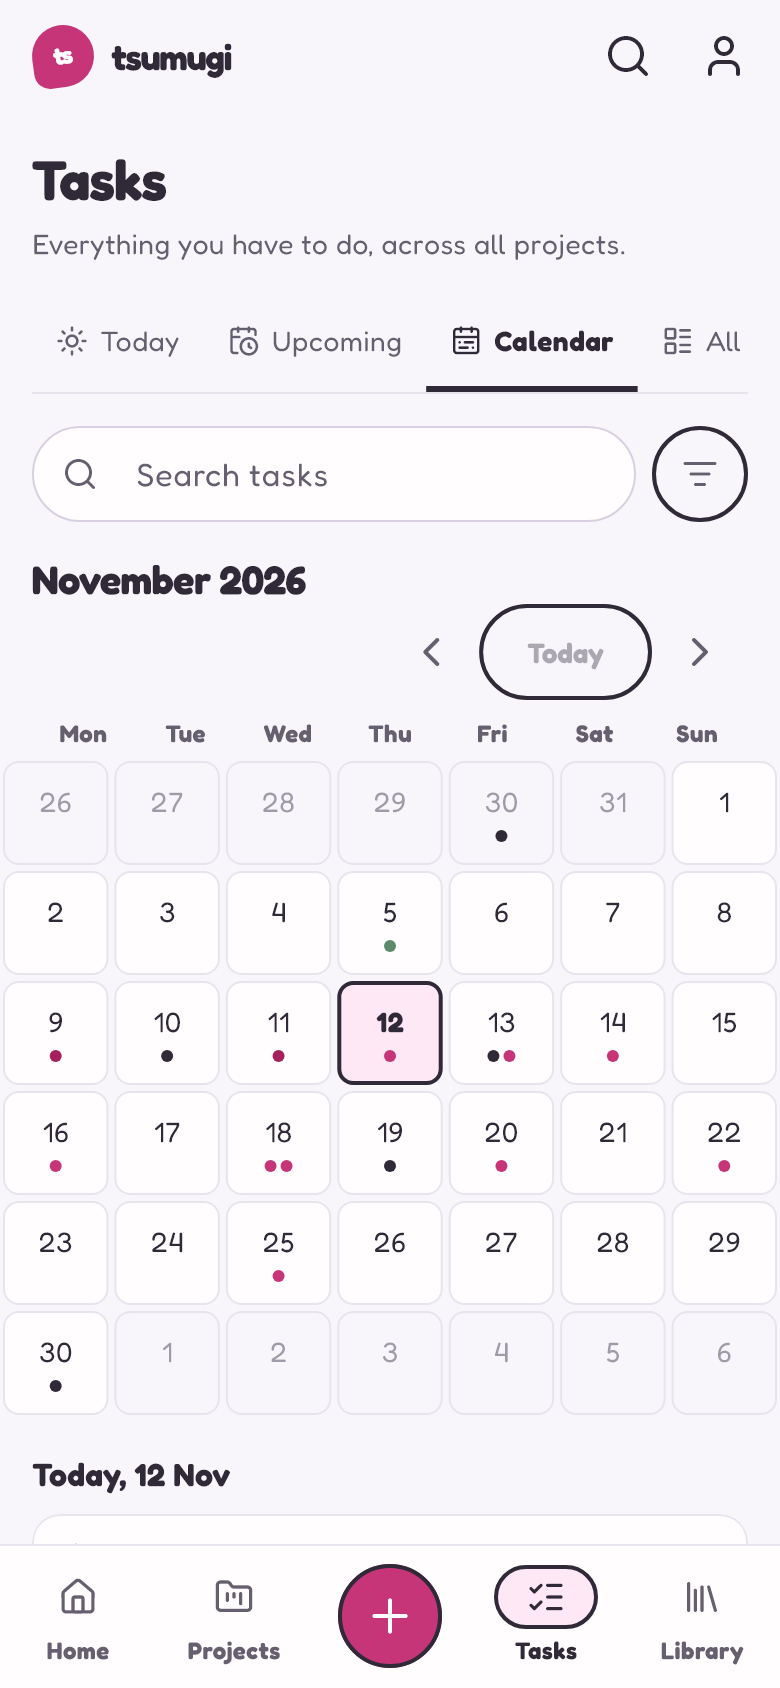 ts tsumugi
Tasks
Everything you have to do, across all projects.
Today Upcoming Calendar All
Search tasks
November 2026
Today
Mon Tue Wed Thu Fri Sat Sun
26 27 28 29 30 31 1
2 3 4 5 6 7 8
9 10 11 12 13 14 15
16 17 18 19 20 21 22
23 24 25 26 27 28 29
30 1 2 3 4 5 6
Today, 12 Nov
Home Projects Tasks Library